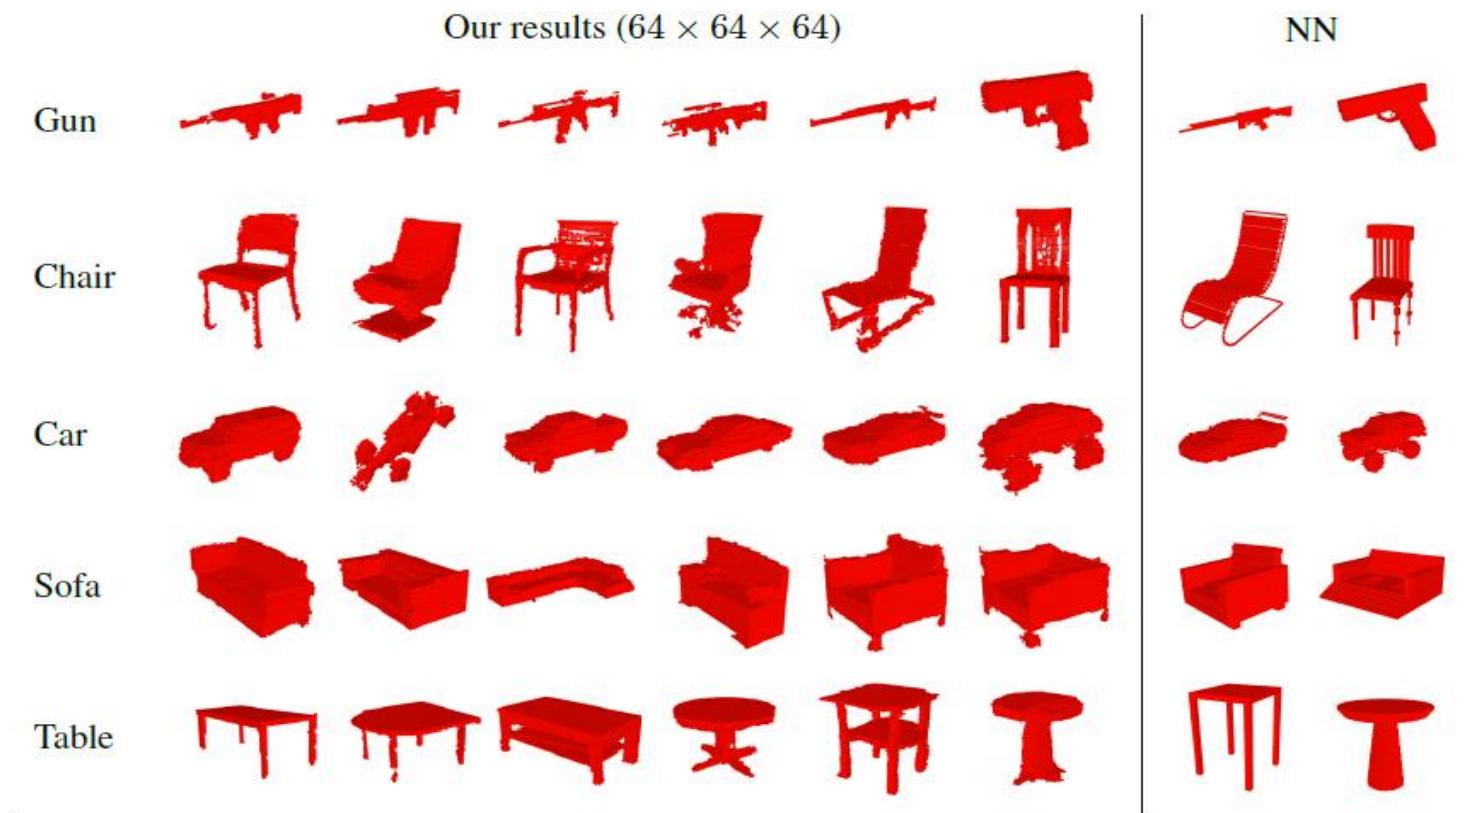 Our results (64 × 64 × 64) NN
Gun
Chair
Car
Sofa
Table